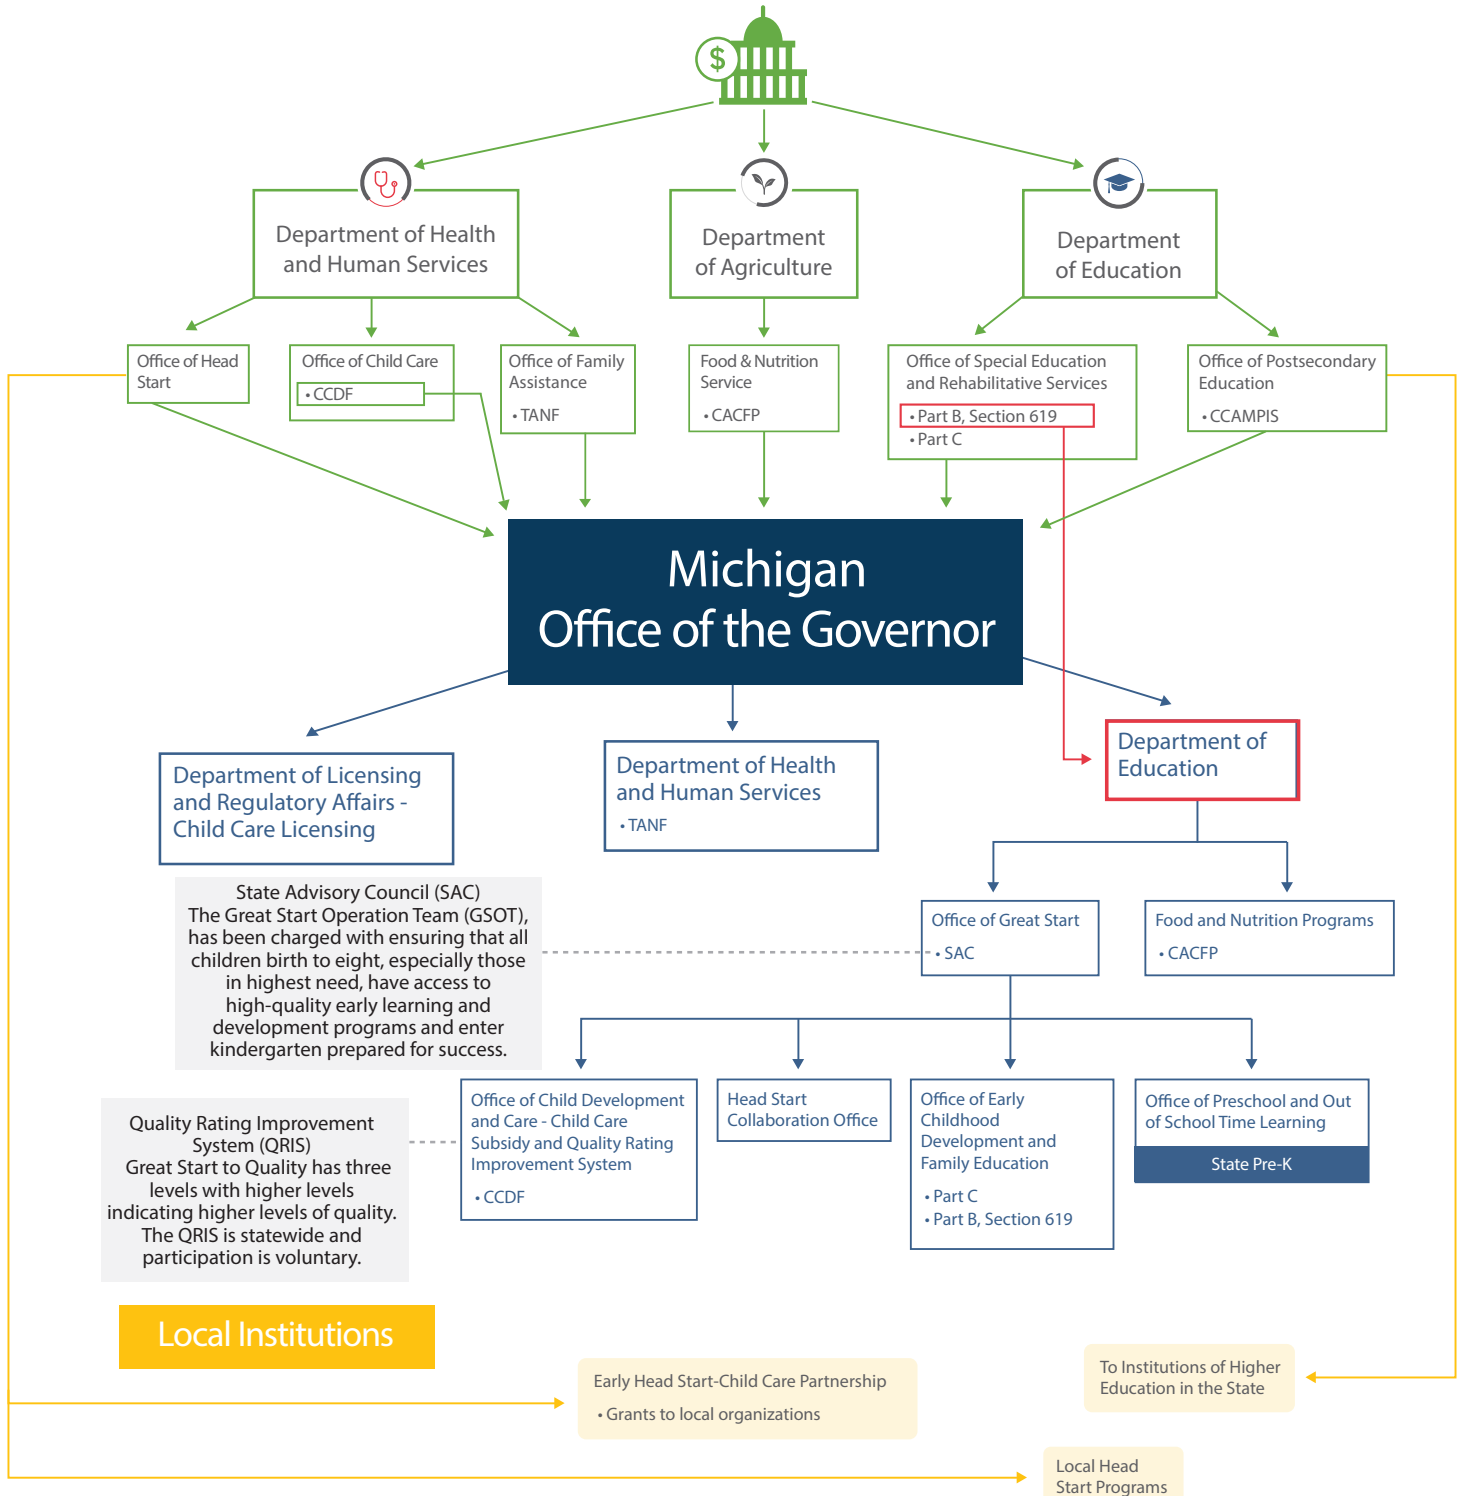 $
Department of Health
and Human Services
Department
of Agriculture
Department
of Education
Office of Head
Start
Office of Child Care
• CCDF
Office of Family
Assistance
• TANF
Food & Nutrition
Service
• CACFP
Office of Special Education
and Rehabilitative Services
• Part B, Section 619
• Part C
Office of Postsecondary
Education
• CCAMPIS
Michigan
Office of the Governor
Department of Licensing
and Regulatory Affairs -
Child Care Licensing
Department of Health
and Human Services
• TANF
Department of
Education
State Advisory Council (SAC)
The Great Start Operation Team (GSOT),
has been charged with ensuring that all
children birth to eight, especially those
in highest need, have access to
high-quality early learning and
development programs and enter
kindergarten prepared for success.
Office of Great Start
• SAC
Food and Nutrition Programs
• CACFP
Quality Rating Improvement
System (QRIS)
Great Start to Quality has three
levels with higher levels
indicating higher levels of quality.
The QRIS is statewide and
participation is voluntary.
Office of Child Development
and Care - Child Care
Subsidy and Quality Rating
Improvement System
• CCDF
Head Start
Collaboration Office
Office of Early
Childhood
Development and
Family Education
• Part C
• Part B, Section 619
Office of Preschool and Out
of School Time Learning
State Pre-K
Local Institutions
Early Head Start-Child Care Partnership
• Grants to local organizations
To Institutions of Higher
Education in the State
Local Head
Start Programs